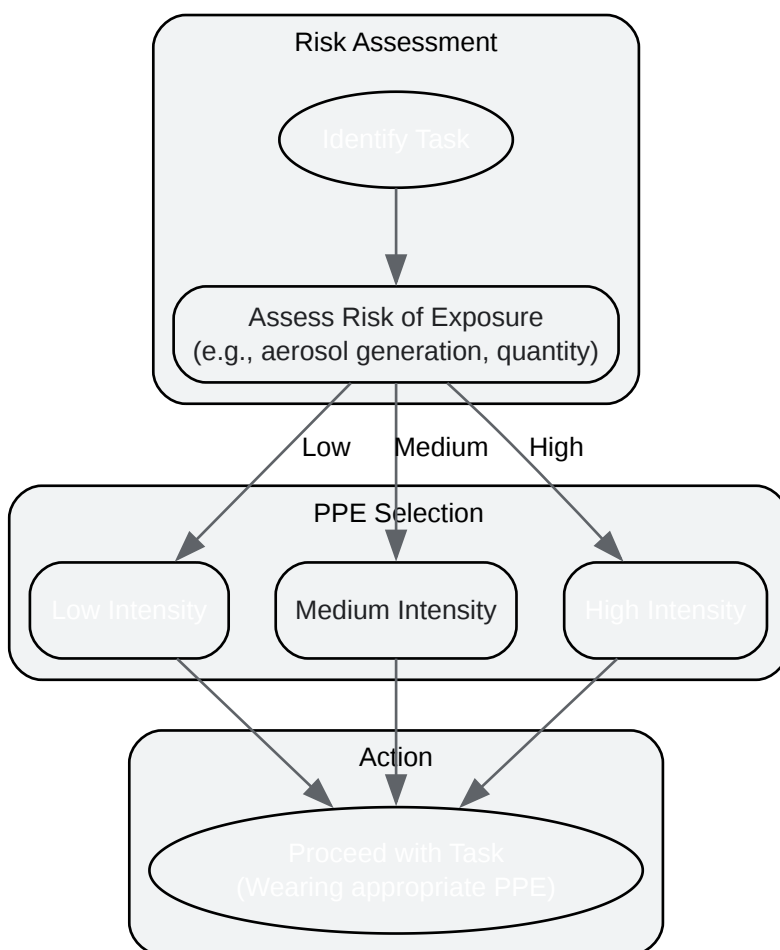 Risk Assessment
Identify Task
Assess Risk of Exposure
(e.g., aerosol generation, quantity)
Low
Medium
High
PPE Selection
Low Intensity
Medium Intensity
High Intensity
Action
Proceed with Task
(Wearing appropriate PPE)